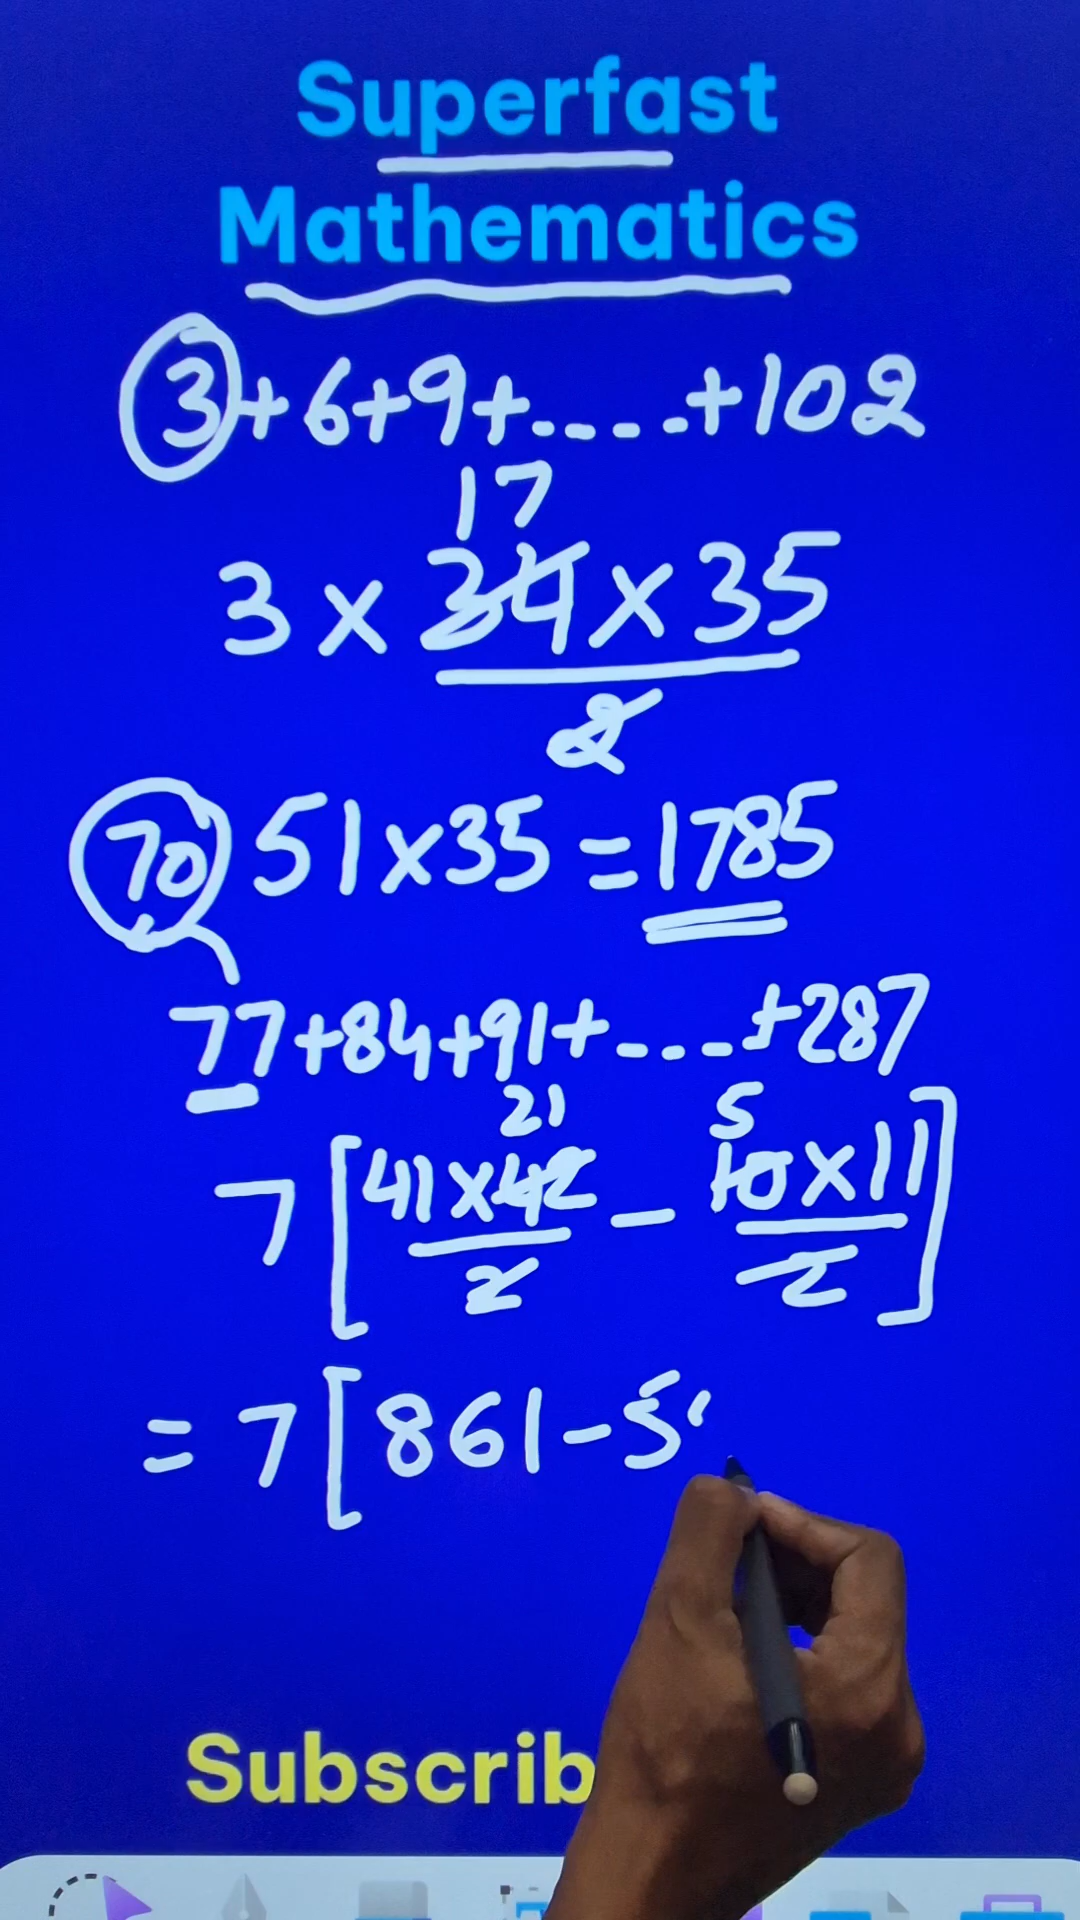 Superfast
Mathematics
3+6+9+....+102
17
3 × 34 × 35
2
70 51×35 = 1785
77+84+91+....+287
21 5
7 [ 41×42 - 10×11 ]
2 2
= 7 [ 861-5
Subscrib